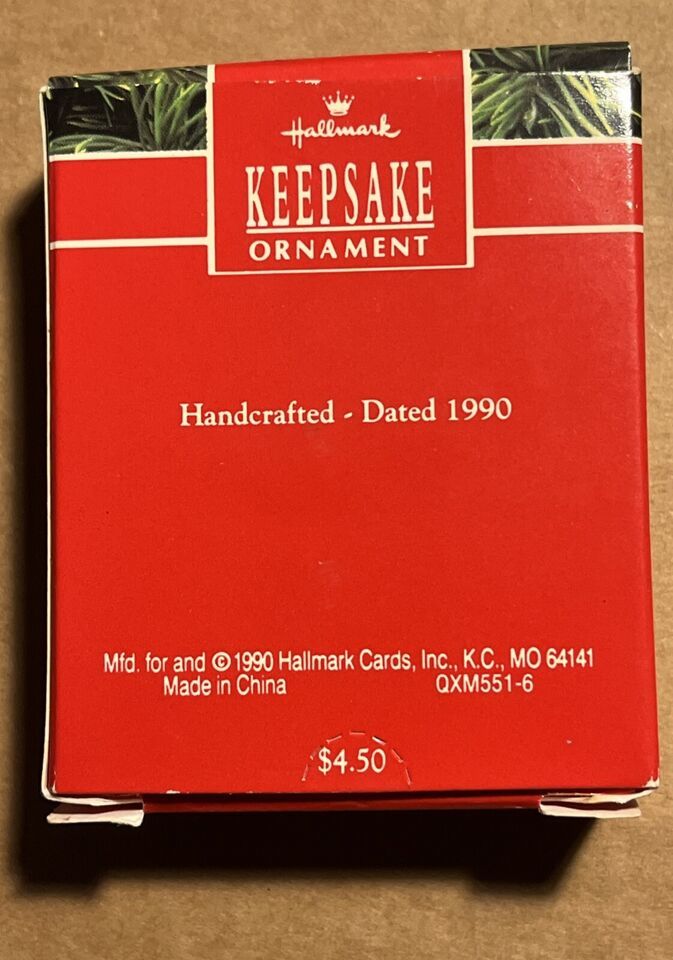 Hallmark
KEEPSAKE
ORNAMENT
Handcrafted - Dated 1990
Mfd. for and © 1990 Hallmark Cards, Inc., K.C., MO 64141
Made in China QXM551-6
$4.50